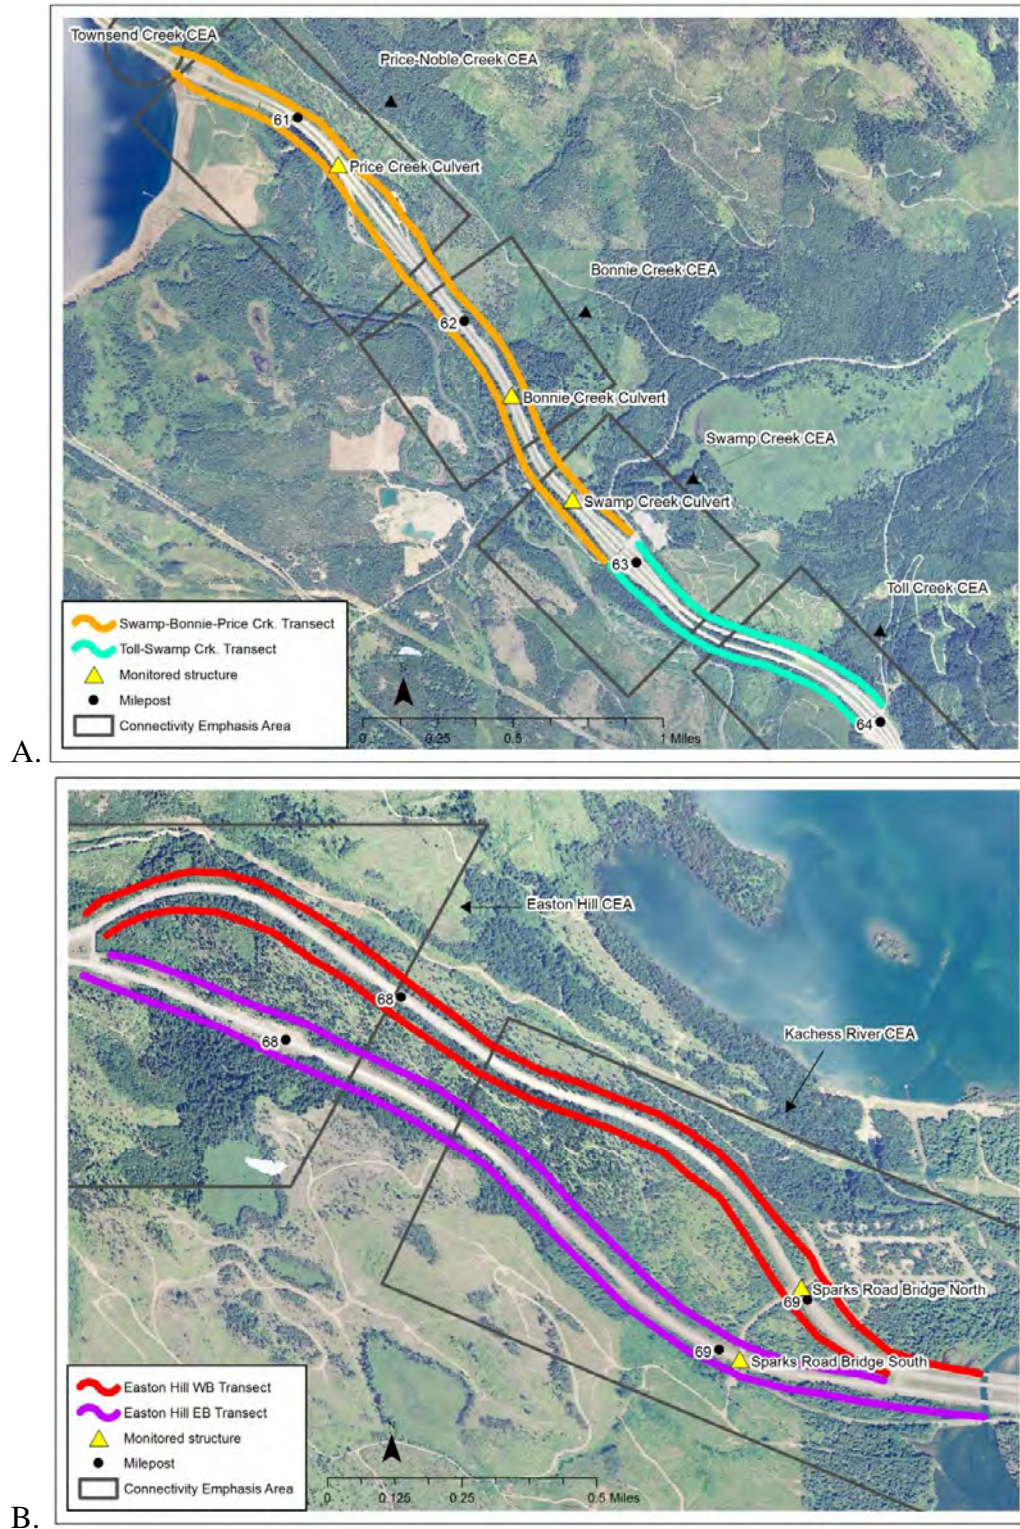 Townsend Creek CEA
Price-Noble Creek CEA
61
Price Creek Culvert
Bonnie Creek CEA
62
Bonnie Creek Culvert
Swamp Creek CEA
Swamp Creek Culvert
63
Toll Creek CEA
64
Swamp-Bonnie-Price Crk. Transect
Toll-Swamp Crk. Transect
Monitored structure
Milepost
Connectivity Emphasis Area
N
0 0.25 0.5 1 Miles
A.
Easton Hill CEA
68
68
Kachess River CEA
Sparks Road Bridge North
69
69
Sparks Road Bridge South
Easton Hill WB Transect
Easton Hill EB Transect
Monitored structure
Milepost
Connectivity Emphasis Area
N
0 0.125 0.25 0.5 Miles
B.